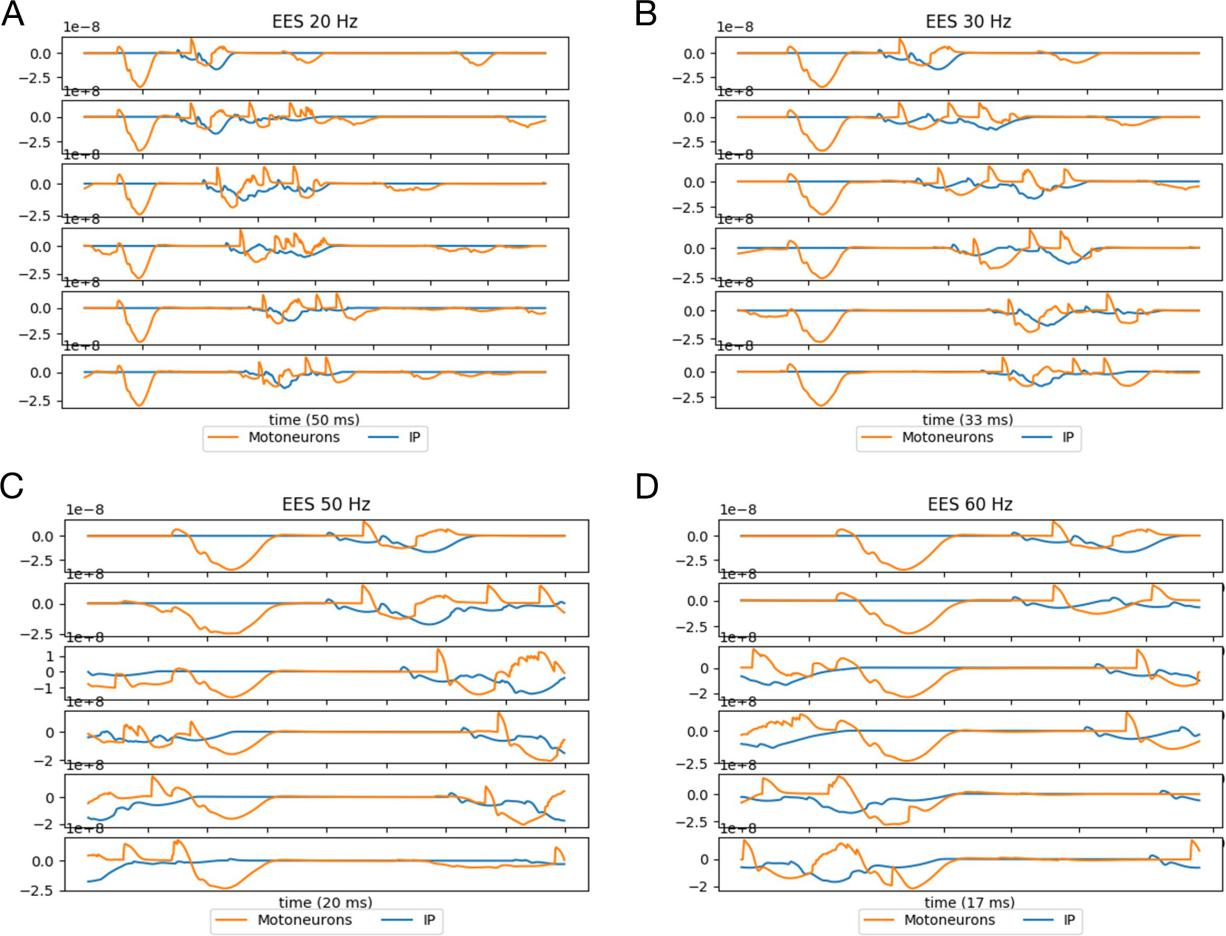 A
EES 20 Hz
1e−8
0.0
−2.5
1e−8
0.0
−2.5
1e−8
0.0
−2.5
1e−8
0.0
−2.5
1e−8
0.0
−2.5
1e−8
0.0
−2.5
time (50 ms)
Motoneurons IP
B
EES 30 Hz
1e−8
0.0
−2.5
1e−8
0.0
−2.5
1e−8
0.0
−2.5
1e−8
0.0
−2.5
1e−8
0.0
−2.5
1e−8
0.0
−2.5
time (33 ms)
Motoneurons IP
C
EES 50 Hz
1e−8
0.0
−2.5
1e−8
0.0
−2.5
1e−8
1
0
−1
1e−8
0
−2
1e−8
0
−2
1e−8
0.0
−2.5
time (20 ms)
Motoneurons IP
D
EES 60 Hz
1e−8
0.0
−2.5
1e−8
0.0
−2.5
1e−8
0
−2
1e−8
0.0
−2.5
1e−8
0.0
−2.5
1e−8
0
−2
time (17 ms)
Motoneurons IP